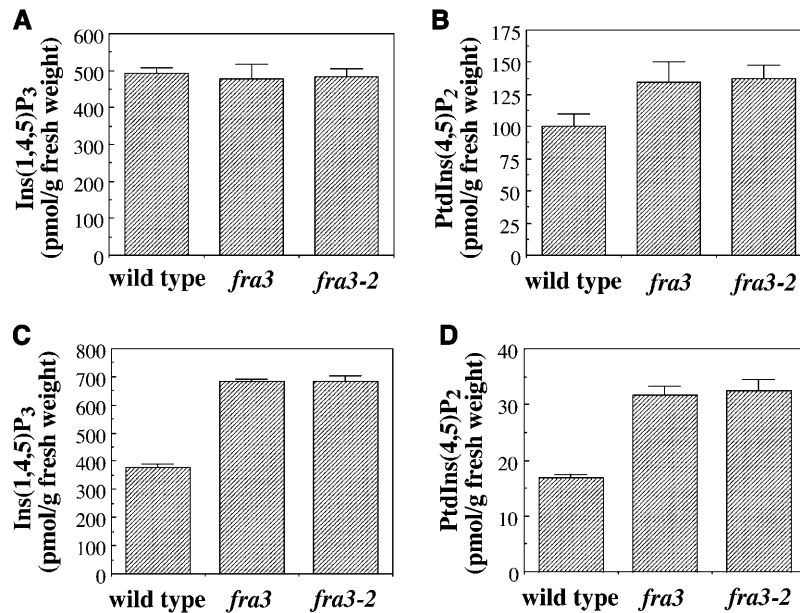 A
Ins(1,4,5)P3
(pmol/g fresh weight)
600
500
400
300
200
100
0
wild type fra3 fra3-2
B
PtdIns(4,5)P2
(pmol/g fresh weight)
175
150
125
100
75
50
25
0
wild type fra3 fra3-2
C
Ins(1,4,5)P3
(pmol/g fresh weight)
800
700
600
500
400
300
200
100
0
wild type fra3 fra3-2
D
PtdIns(4,5)P2
(pmol/g fresh weight)
40
30
20
10
0
wild type fra3 fra3-2